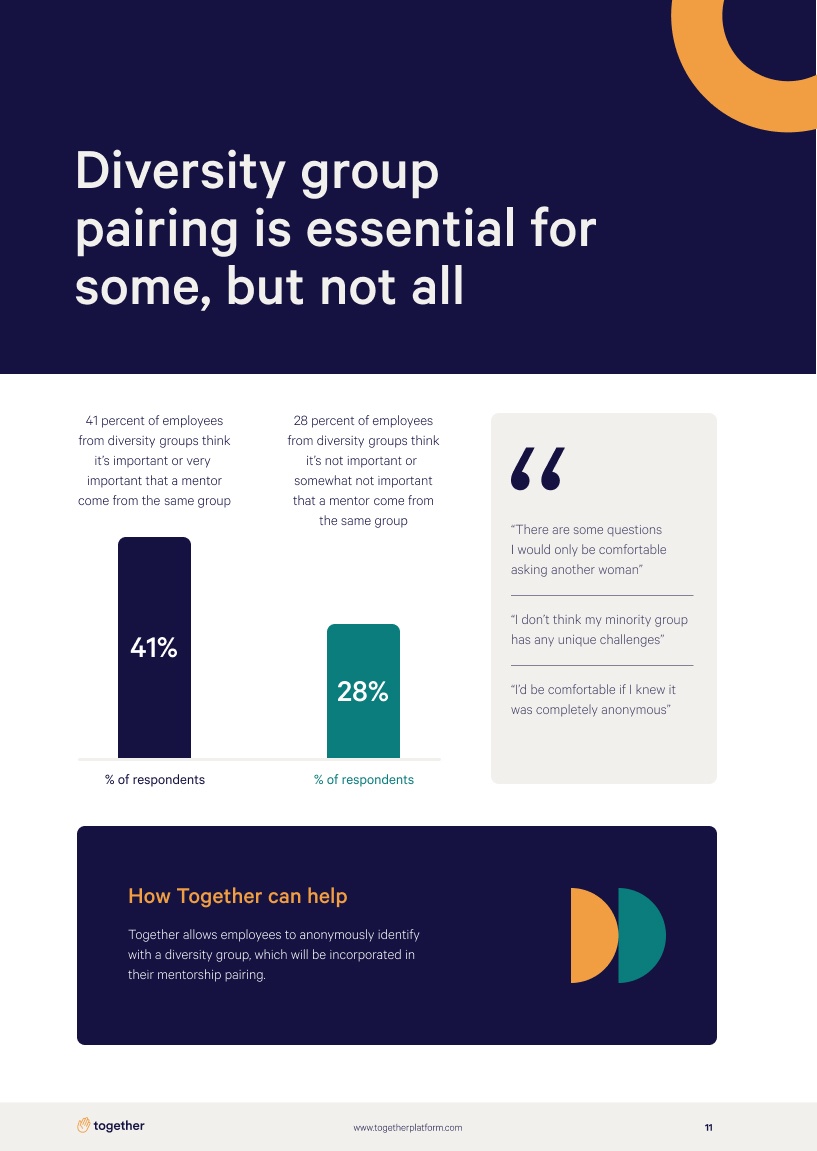 Diversity group
pairing is essential for
some, but not all
41 percent of employees
from diversity groups think
it's important or very
important that a mentor
come from the same group
28 percent of employees
from diversity groups think
it's not important or
somewhat not important
that a mentor come from
the same group
41%
28%
% of respondents
% of respondents
“
“There are some questions
I would only be comfortable
asking another woman”
“I don’t think my minority group
has any unique challenges”
“I’d be comfortable if I knew it
was completely anonymous”
How Together can help
Together allows employees to anonymously identify
with a diversity group, which will be incorporated in
their mentorship pairing.
together
www.togetherplatform.com
11